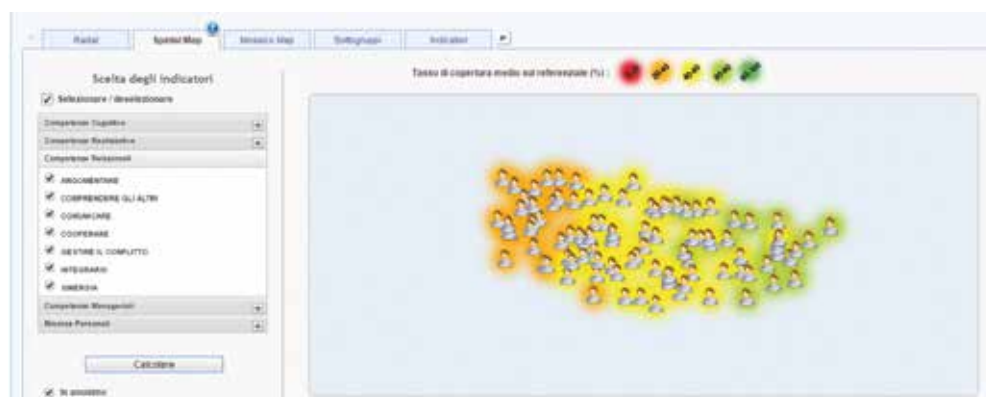 Radar Spatial Map Mosaico Map Sottogruppi Indicatori
Scelta degli indicatori
Tasso di copertura medio sul referenziale (%) :
Selezionare / deselezionare
Competenze Cognitive
Competenze Realizzative
Competenze Relazionali
ARGOMENTARE
COMPRENDERE GLI ALTRI
COMUNICARE
COOPERARE
GESTIRE IL CONFLITTO
INTEGRARSI
SINERGIA
Competenze Manageriali
Risorse Personali
Calcolare